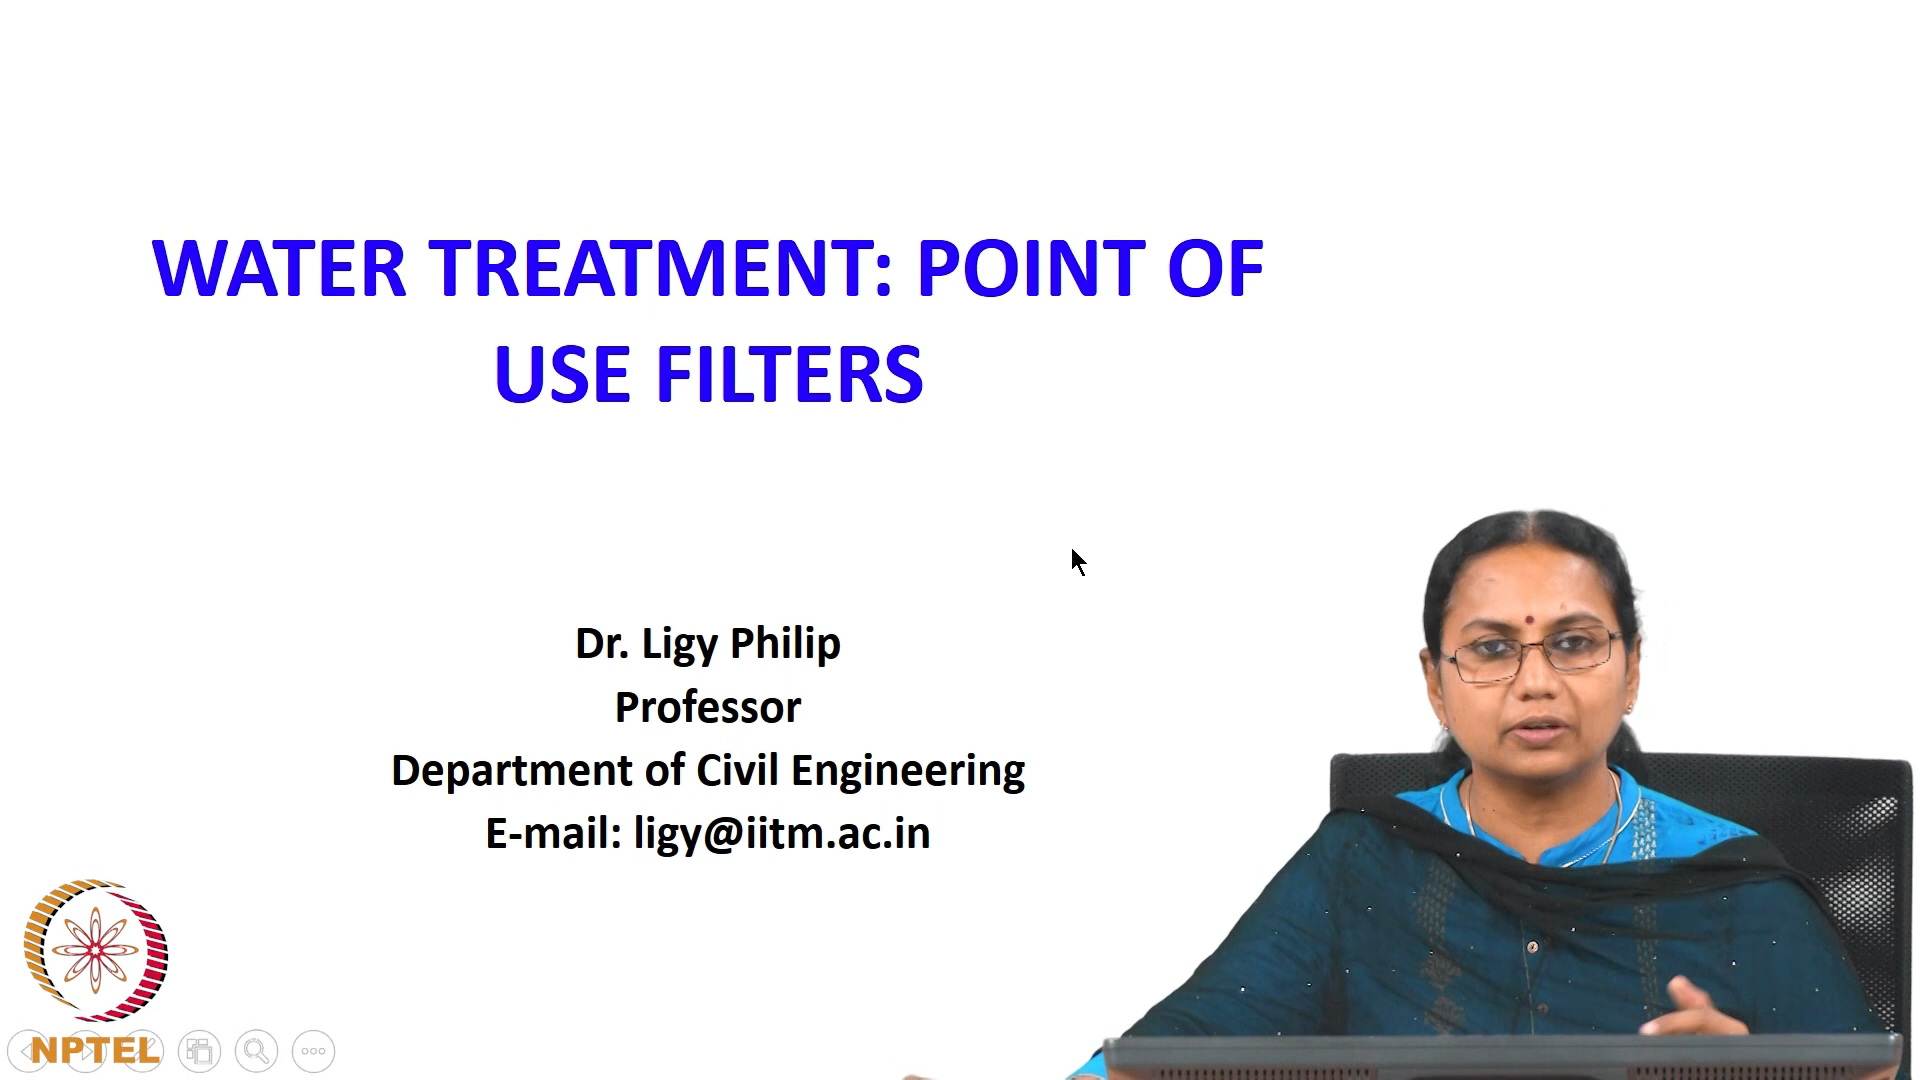 WATER TREATMENT: POINT OF
USE FILTERS
Dr. Ligy Philip
Professor
Department of Civil Engineering
E-mail: ligy@iitm.ac.in
NPTEL